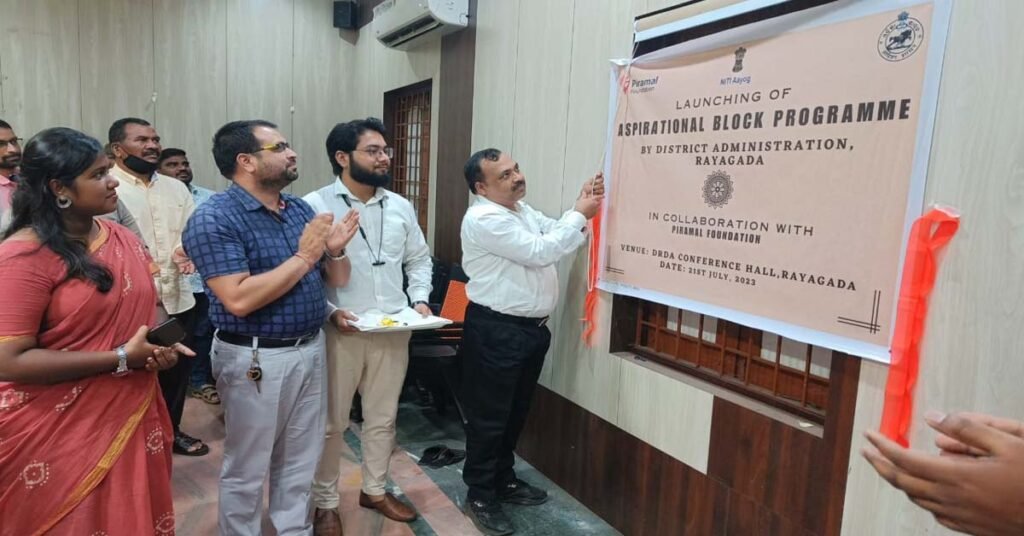 Piramal
Foundation
NITI Aayog
LAUNCHING OF
ASPIRATIONAL BLOCK PROGRAMME
BY DISTRICT ADMINISTRATION,
RAYAGADA
IN COLLABORATION WITH
PIRAMAL FOUNDATION
VENUE: DRDA CONFERENCE HALL,RAYAGADA
DATE: 21ST JULY, 2023